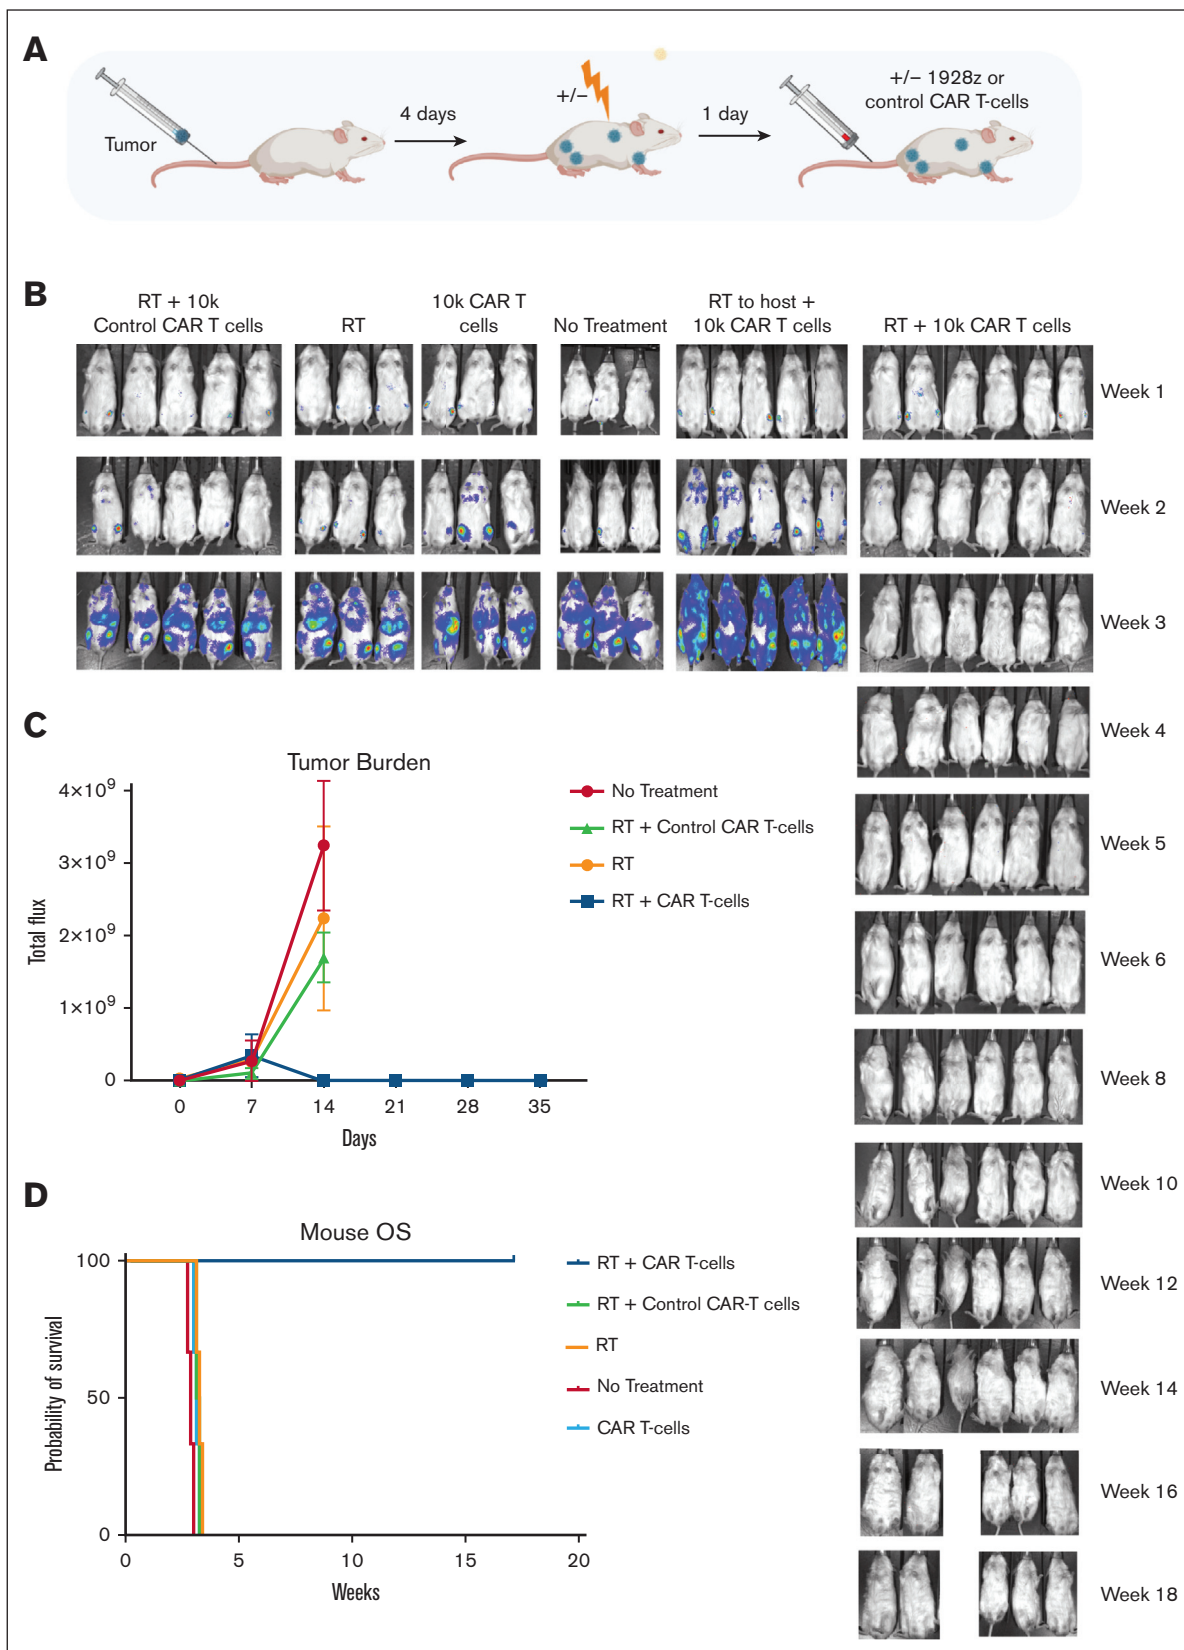 A
Tumor
4 days
+/–
1 day
+/– 1928z or
control CAR T-cells
B
RT + 10k
Control CAR T cells
RT
10k CAR T
cells
No Treatment
RT to host +
10k CAR T cells
RT + 10k CAR T cells
Week 1
Week 2
Week 3
Week 4
Week 5
Week 6
Week 8
Week 10
Week 12
Week 14
Week 16
Week 18
C
Tumor Burden
4×10⁹
3×10⁹
2×10⁹
1×10⁹
0
Total flux
0 7 14 21 28 35
Days
No Treatment
RT + Control CAR T-cells
RT
RT + CAR T-cells
D
Mouse OS
100
50
0
Probability of survival
0 5 10 15 20
Weeks
RT + CAR T-cells
RT + Control CAR-T cells
RT
No Treatment
CAR T-cells